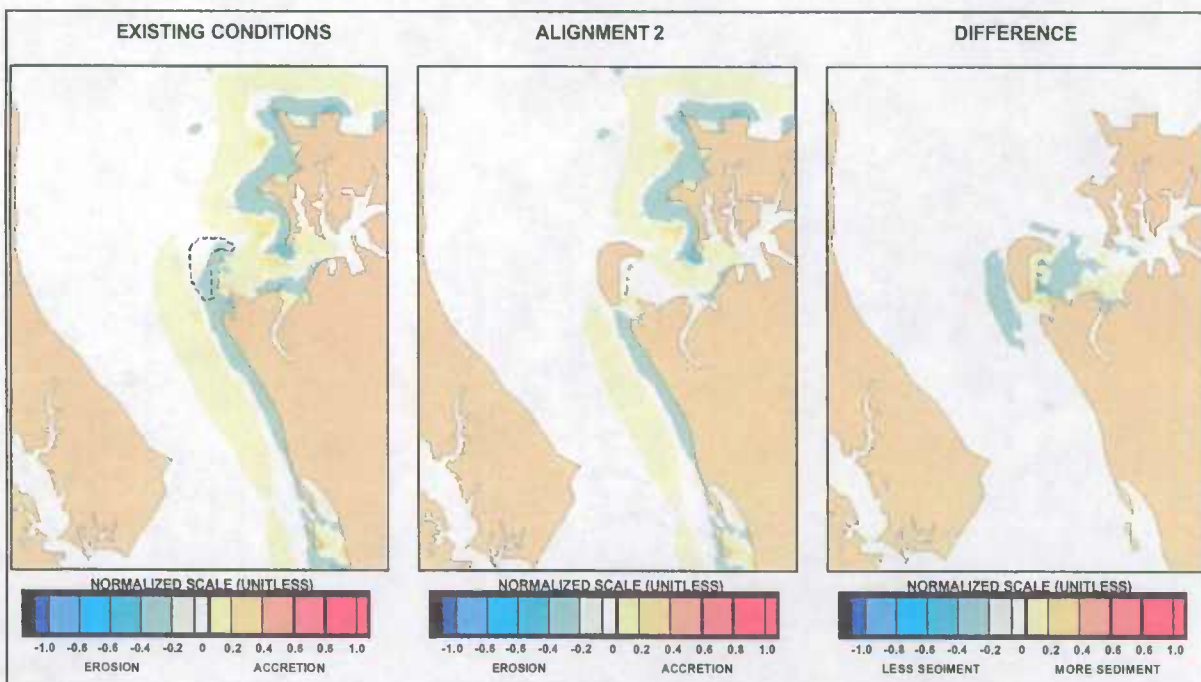 EXISTING CONDITIONS
NORMALIZED SCALE (UNITLESS)
-1.0 -0.8 -0.6 -0.4 -0.2 0 0.2 0.4 0.6 0.8 1.0
EROSION ACCRETION
ALIGNMENT 2
NORMALIZED SCALE (UNITLESS)
-1.0 -0.8 -0.6 -0.4 -0.2 0 0.2 0.4 0.6 0.8 1.0
EROSION ACCRETION
DIFFERENCE
NORMALIZED SCALE (UNITLESS)
-1.0 -0.8 -0.6 -0.4 -0.2 0 0.2 0.4 0.6 0.8 1.0
LESS SEDIMENT MORE SEDIMENT